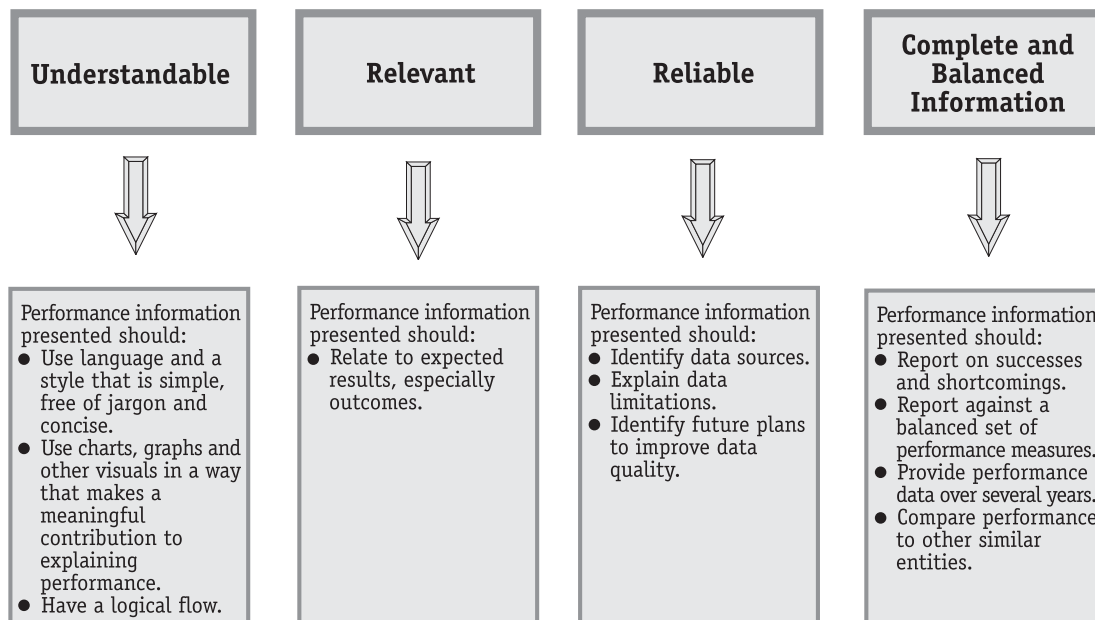 Understandable
Relevant
Reliable
Complete and
Balanced
Information
Performance information
presented should:
● Use language and a
style that is simple,
free of jargon and
concise.
● Use charts, graphs and
other visuals in a way
that makes a
meaningful
contribution to
explaining
performance.
● Have a logical flow.
Performance information
presented should:
● Relate to expected
results, especially
outcomes.
Performance information
presented should:
● Identify data sources.
● Explain data
limitations.
● Identify future plans
to improve data
quality.
Performance information
presented should:
● Report on successes
and shortcomings.
● Report against a
balanced set of
performance measures.
● Provide performance
data over several years.
● Compare performance
to other similar
entities.